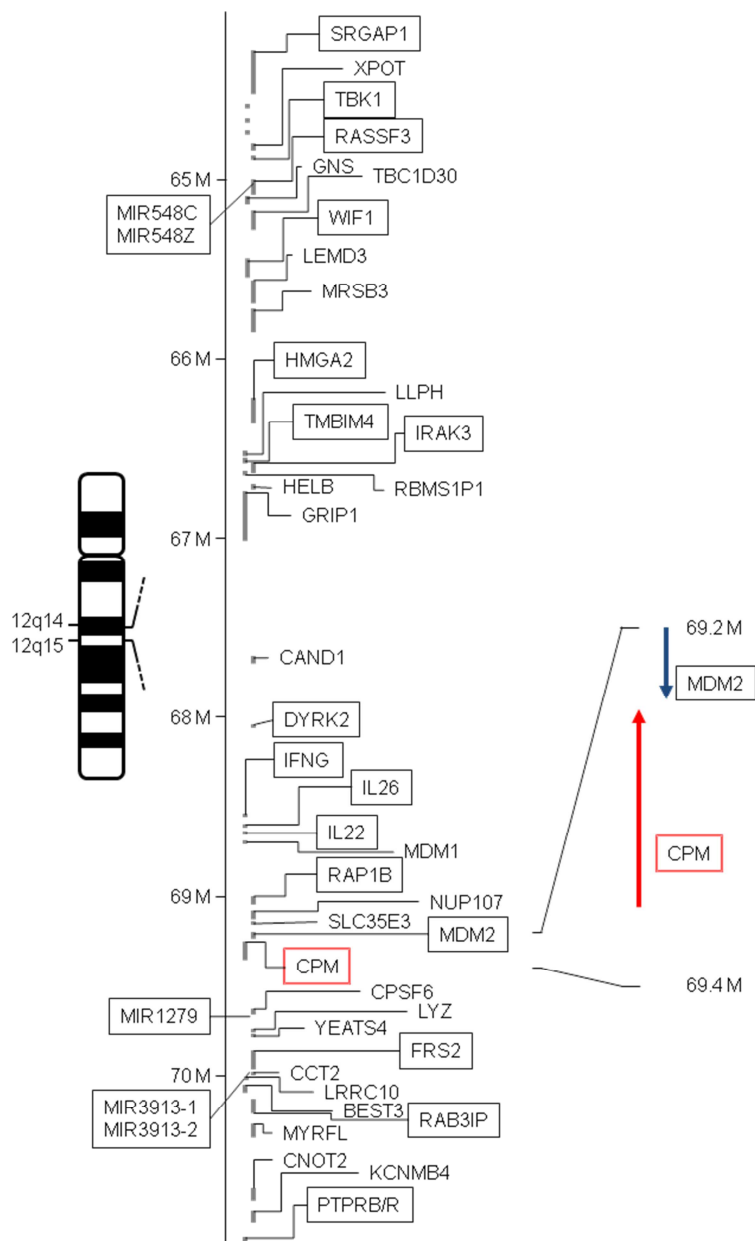 SRGAP1
XPOT
TBK1
RASSF3
GNS
TBC1D30
65 M
MIR548C
MIR548Z
WIF1
LEMD3
MRSB3
66 M
HMGA2
LLPH
TMBIM4
IRAK3
HELB
RBMS1P1
GRIP1
67 M
12q14
12q15
69.2 M
CAND1
MDM2
68 M
DYRK2
IFNG
IL26
IL22
MDM1
CPM
RAP1B
69 M
NUP107
SLC35E3
MDM2
CPM
69.4 M
CPSF6
MIR1279
LYZ
YEATS4
FRS2
70 M
CCT2
LRRC10
MIR3913-1
MIR3913-2
BEST3
RAB3IP
MYRFL
CNOT2
KCNMB4
PTPRB/R